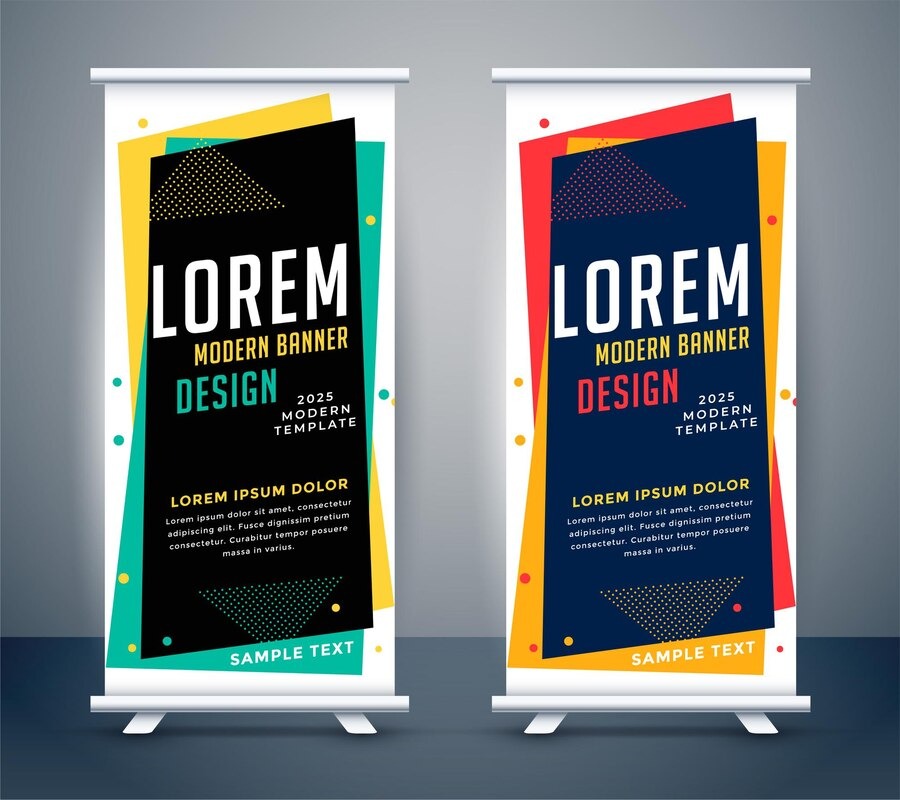 LOREM
MODERN BANNER
DESIGN
2025
MODERN
TEMPLATE
LOREM IPSUM DOLOR
Lorem ipsum dolor sit amet, consectetur
adipiscing elit. Fusce dignissim pretium
consectetur. Curabitur tempor posuere
massa in varius.
SAMPLE TEXT
LOREM
MODERN BANNER
DESIGN
2025
MODERN
TEMPLATE
LOREM IPSUM DOLOR
Lorem ipsum dolor sit amet, consectetur
adipiscing elit. Fusce dignissim pretium
consectetur. Curabitur tempor posuere
massa in varius.
SAMPLE TEXT